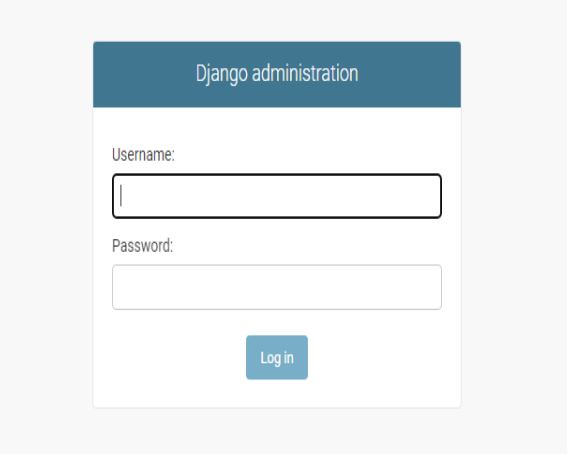 Django administration
Username:
Password:
Log in